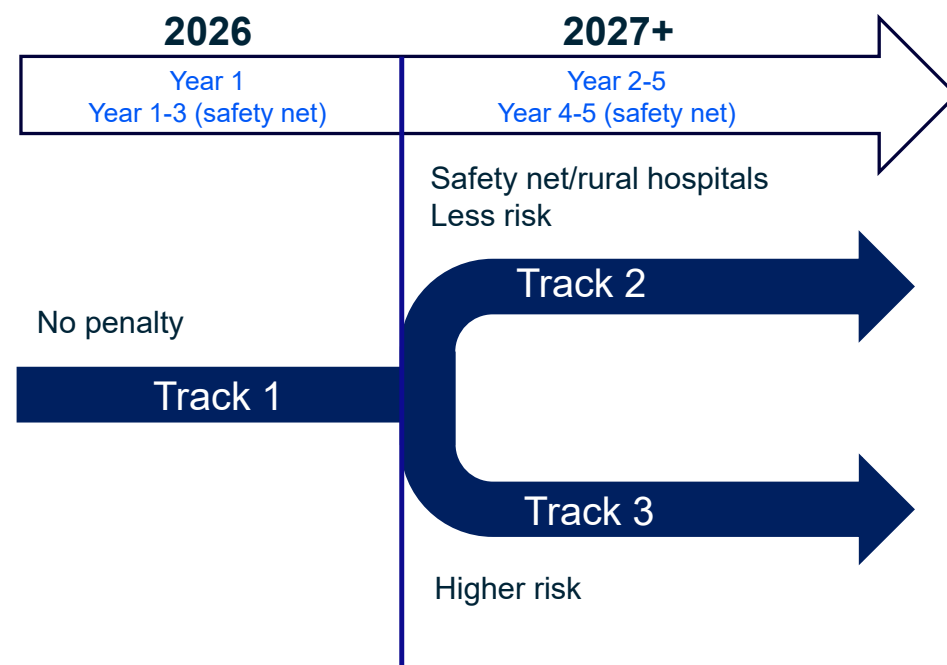 2026
2027+
Year 1
Year 1-3 (safety net)
Year 2-5
Year 4-5 (safety net)
Safety net/rural hospitals
Less risk
Track 2
No penalty
Track 1
Track 3
Higher risk